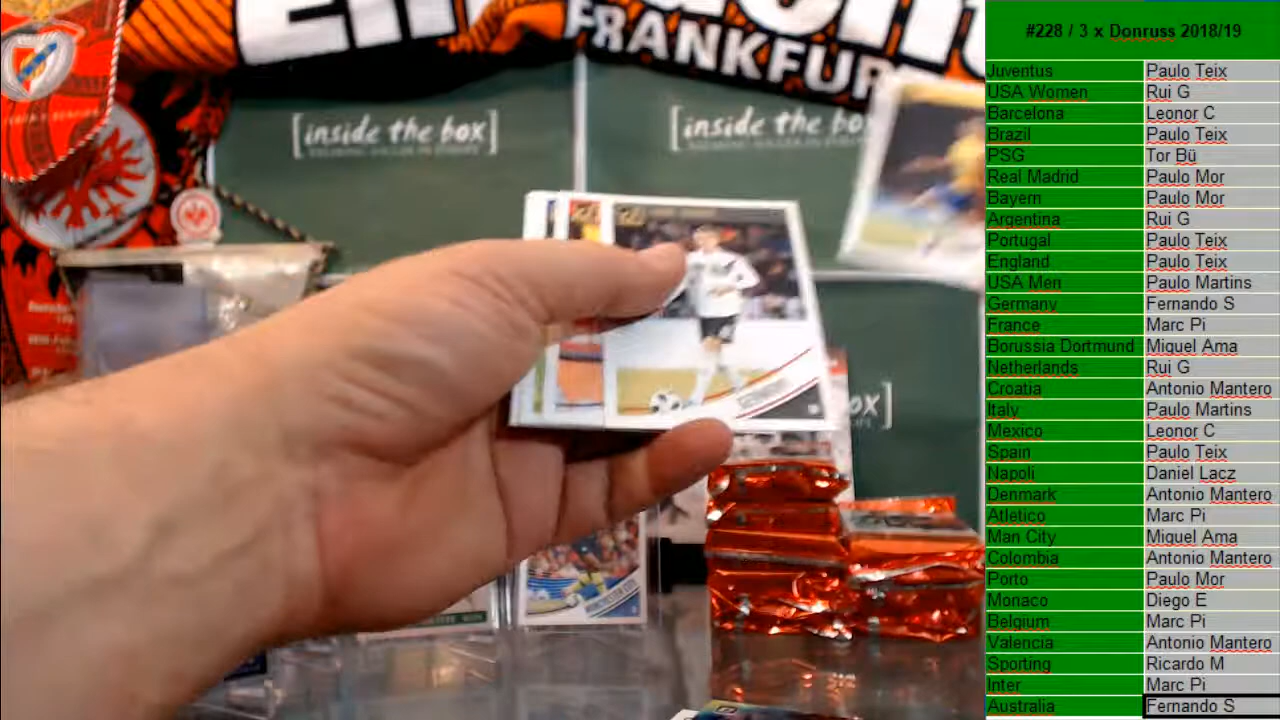 Eintracht
FRANKFURT
[inside the box]
[inside the box
#228 / 3 x Donruss 2018/19
Juventus Paulo Teix
USA Women Rui G
Barcelona Leonor C
Brazil Paulo Teix
PSG Tor Bü
Real Madrid Paulo Mor
Bayern Paulo Mor
Argentina Rui G
Portugal Paulo Teix
England Paulo Teix
USA Men Paulo Martins
Germany Fernando S
France Marc Pi
Borussia Dortmund Miguel Ama
Netherlands Rui G
Croatia Antonio Mantero
Italy Paulo Martins
Mexico Leonor C
Spain Paulo Teix
Napoli Daniel Lacz
Denmark Antonio Mantero
Atletico Marc Pi
Man City Miguel Ama
Colombia Antonio Mantero
Porto Paulo Mor
Monaco Diego E
Belgium Marc Pi
Valencia Antonio Mantero
Sporting Ricardo M
Inter Marc Pi
Australia Fernando S